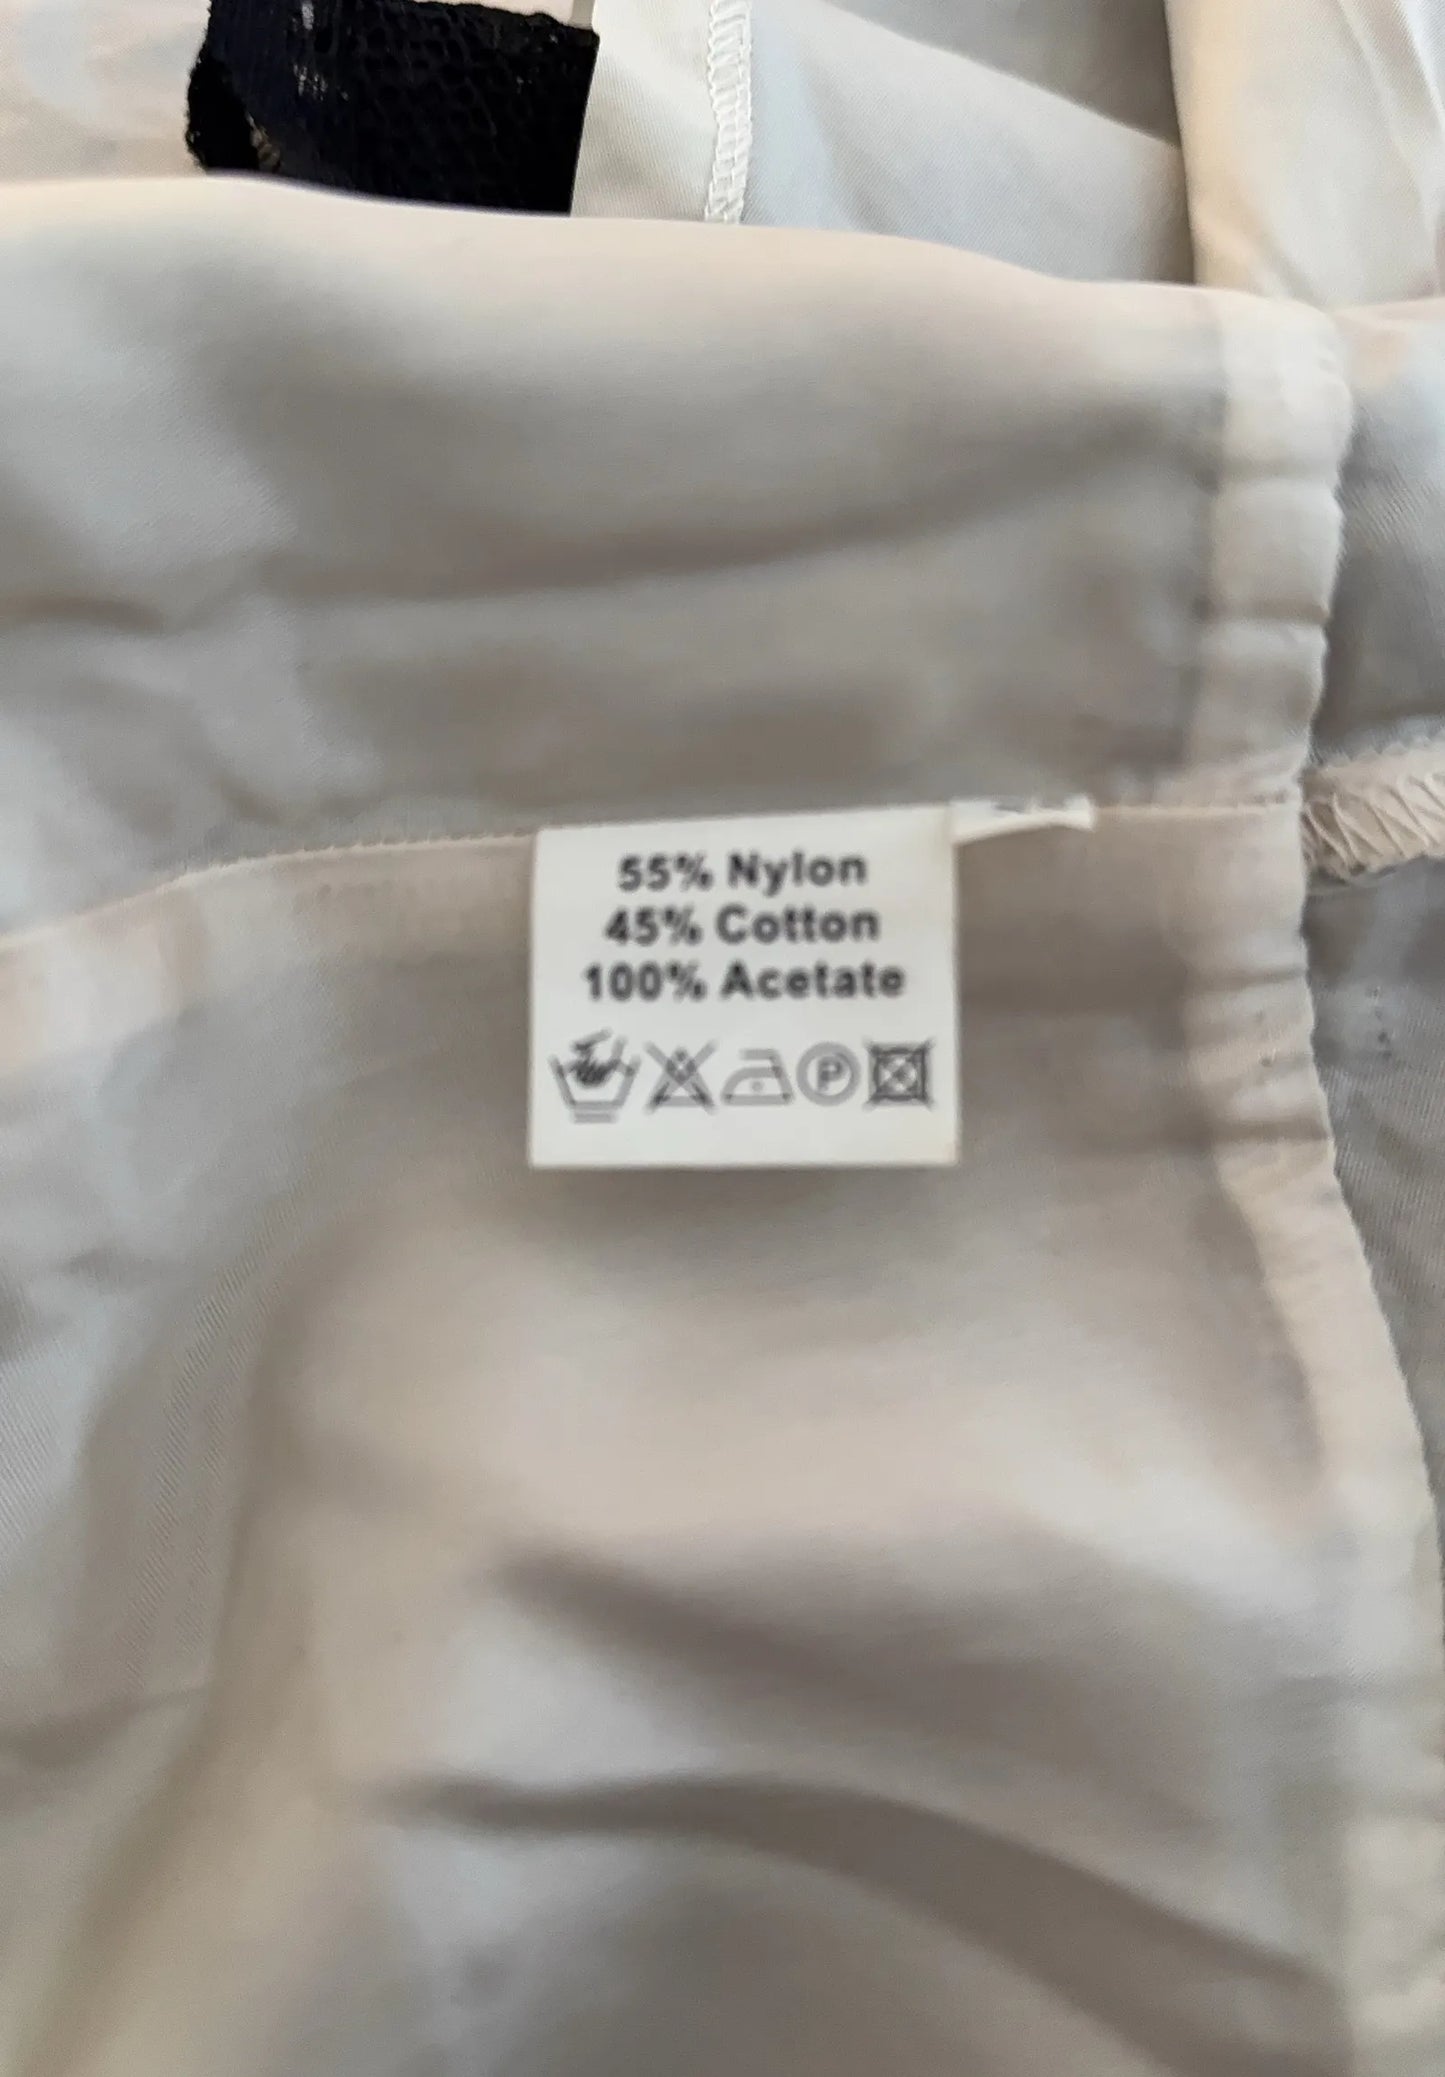 55% Nylon
45% Cotton
100% Acetate
P